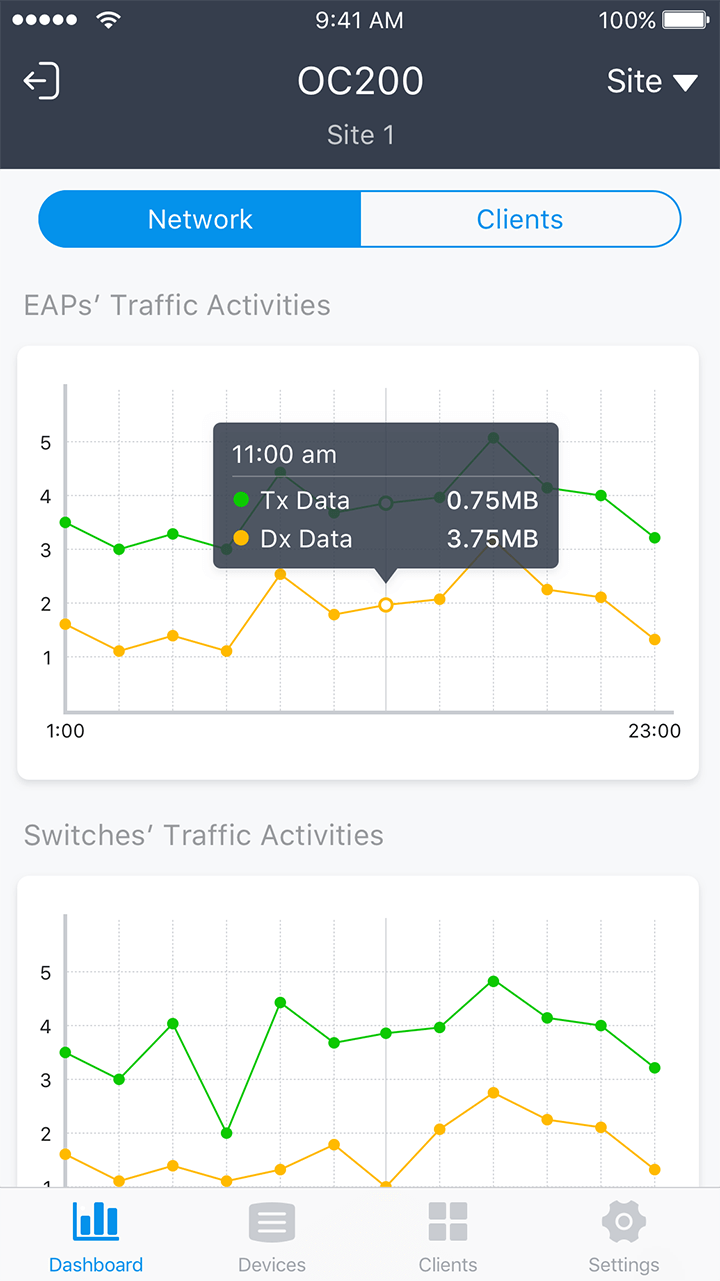 9:41 AM 100%
OC200 Site
Site 1
Network Clients
EAPs’ Traffic Activities
5
11:00 am
4
Tx Data 0.75MB
3
Dx Data 3.75MB
2
1
1:00 23:00
Switches’ Traffic Activities
5
4
3
2
1
Dashboard Devices Clients Settings